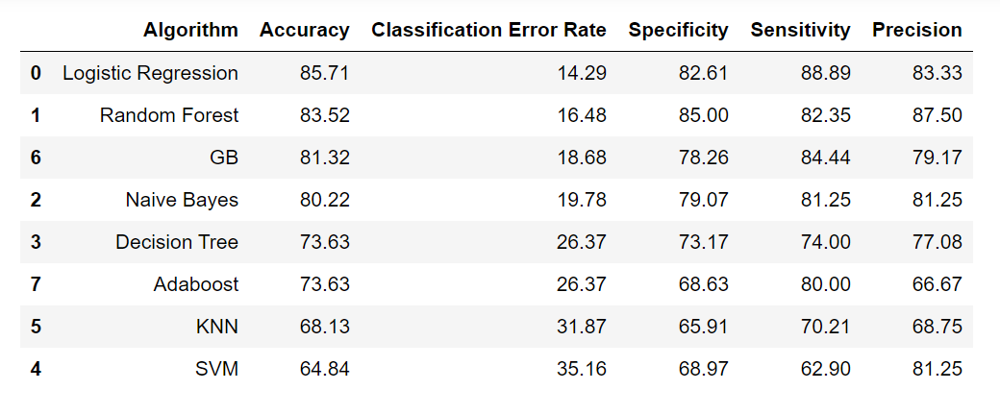 Algorithm Accuracy Classification Error Rate Specificity Sensitivity Precision
0 Logistic Regression 85.71 14.29 82.61 88.89 83.33
1 Random Forest 83.52 16.48 85.00 82.35 87.50
6 GB 81.32 18.68 78.26 84.44 79.17
2 Naive Bayes 80.22 19.78 79.07 81.25 81.25
3 Decision Tree 73.63 26.37 73.17 74.00 77.08
7 Adaboost 73.63 26.37 68.63 80.00 66.67
5 KNN 68.13 31.87 65.91 70.21 68.75
4 SVM 64.84 35.16 68.97 62.90 81.25